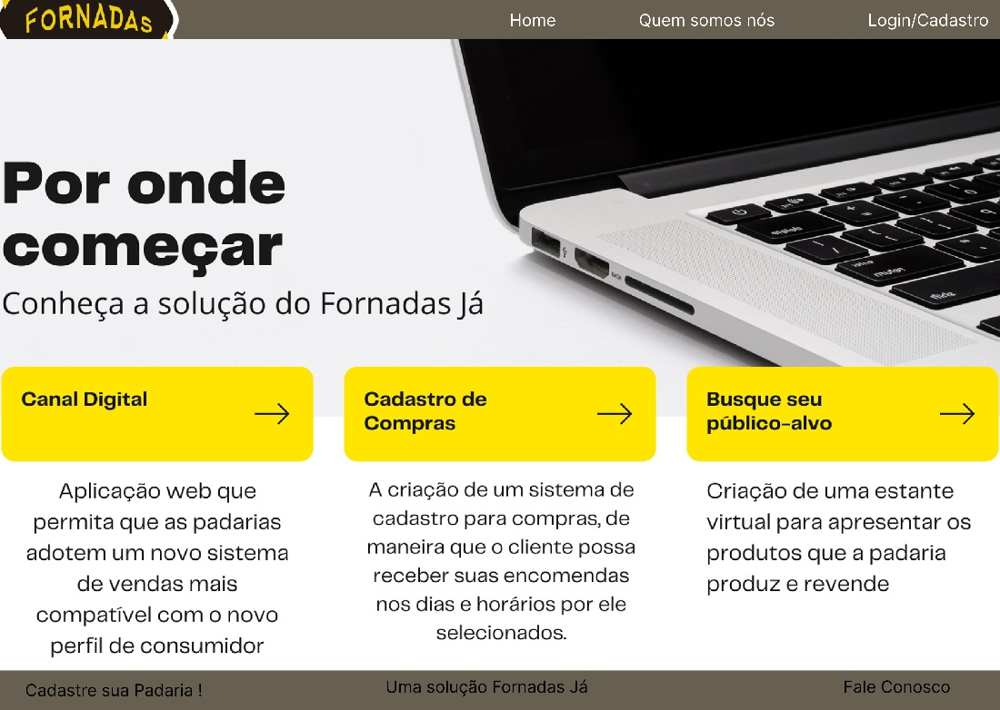 FORNADAS
Home
Quem somos nós
Login/Cadastro
Por onde
começar
Conheça a solução do Fornadas Já
Canal Digital
Cadastro de
Compras
Busque seu
público-alvo
Aplicação web que
permita que as padarias
adotem um novo sistema
de vendas mais
compatível com o novo
perfil de consumidor
A criação de um sistema de
cadastro para compras, de
maneira que o cliente possa
receber suas encomendas
nos dias e horários por ele
selecionados.
Criação de uma estante
virtual para apresentar os
produtos que a padaria
produz e revende
Cadastre sua Padaria !
Uma solução Fornadas Já
Fale Conosco